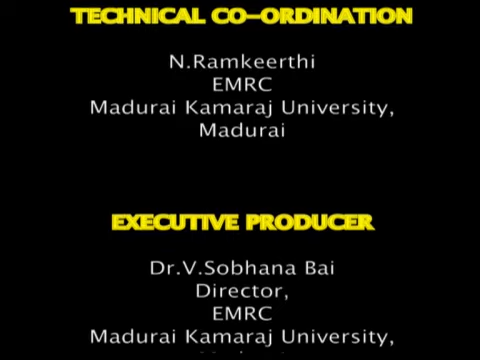 TECHNICAL CO-ORDINATION
N.Ramkeerthi
EMRC
Madurai Kamaraj University,
Madurai
EXECUTIVE PRODUCER
Dr.V.Sobhana Bai
Director,
EMRC
Madurai Kamaraj University,